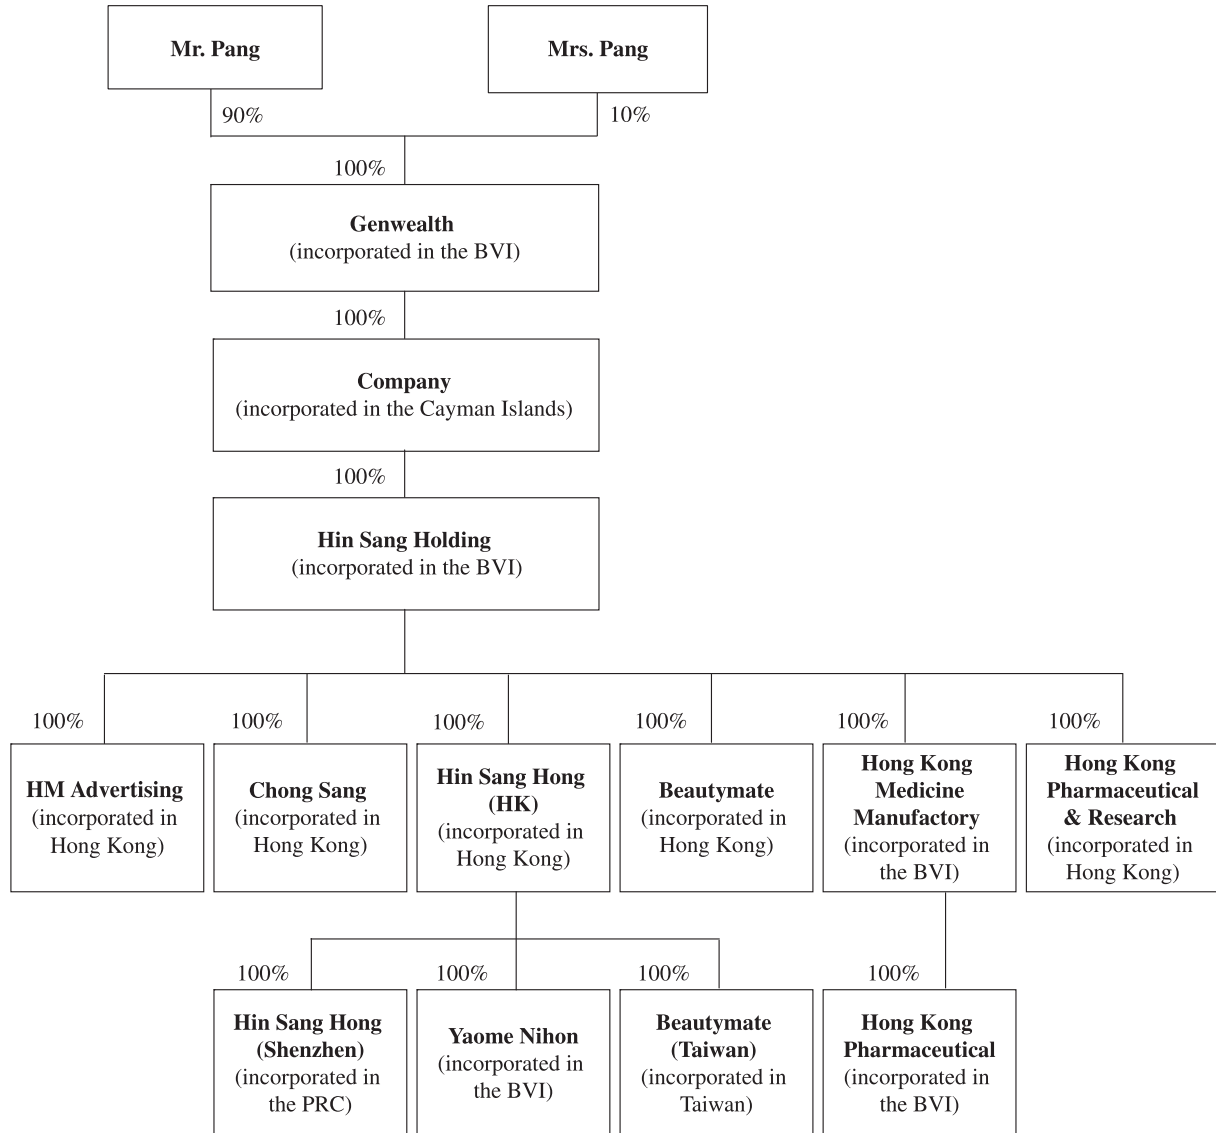 Mr. Pang
Mrs. Pang
90%
10%
100%
Genwealth
(incorporated in the BVI)
100%
Company
(incorporated in the Cayman Islands)
100%
Hin Sang Holding
(incorporated in the BVI)
100%
100%
100%
100%
100%
100%
HM Advertising
(incorporated in
Hong Kong)
Chong Sang
(incorporated in
Hong Kong)
Hin Sang Hong
(HK)
(incorporated in
Hong Kong)
Beautymate
(incorporated in
Hong Kong)
Hong Kong
Medicine
Manufactory
(incorporated in
the BVI)
Hong Kong
Pharmaceutical
& Research
(incorporated in
Hong Kong)
100%
100%
100%
100%
Hin Sang Hong
(Shenzhen)
(incorporated in
the PRC)
Yaome Nihon
(incorporated in
the BVI)
Beautymate
(Taiwan)
(incorporated in
Taiwan)
Hong Kong
Pharmaceutical
(incorporated in
the BVI)